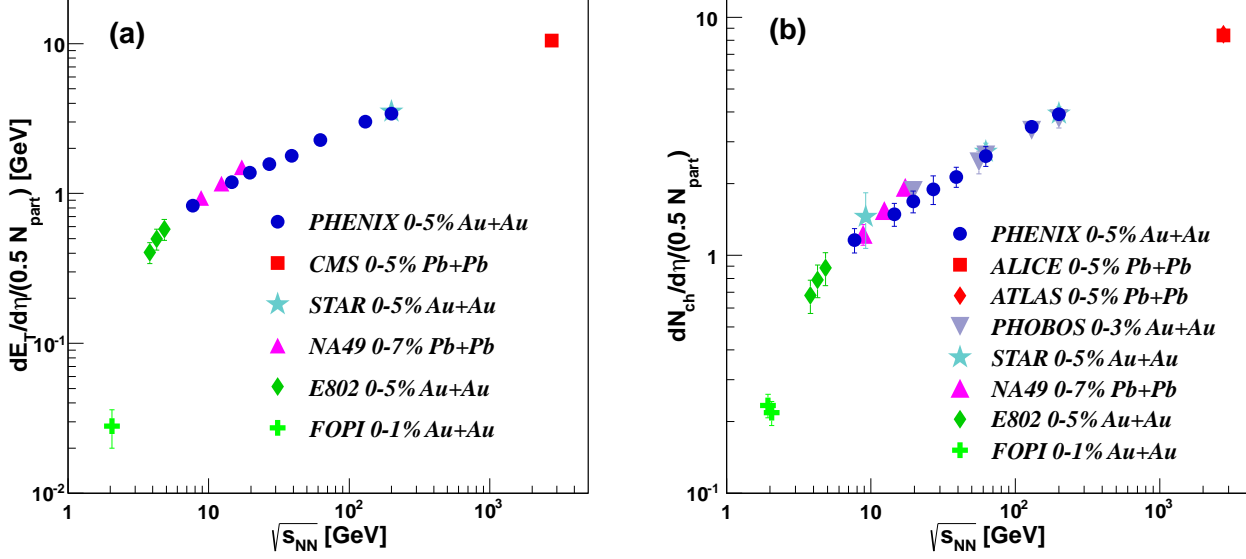 (a)
dE_T/dη/(0.5 N_part) [GeV]
10
1
10^-1
10^-2
PHENIX 0-5% Au+Au
CMS 0-5% Pb+Pb
STAR 0-5% Au+Au
NA49 0-7% Pb+Pb
E802 0-5% Au+Au
FOPI 0-1% Au+Au
1 10 10^2 10^3
√s_NN [GeV]
(b)
dN_ch/dη/(0.5 N_part)
10
1
10^-1
PHENIX 0-5% Au+Au
ALICE 0-5% Pb+Pb
ATLAS 0-5% Pb+Pb
PHOBOS 0-3% Au+Au
STAR 0-5% Au+Au
NA49 0-7% Pb+Pb
E802 0-5% Au+Au
FOPI 0-1% Au+Au
1 10 10^2 10^3
√s_NN [GeV]